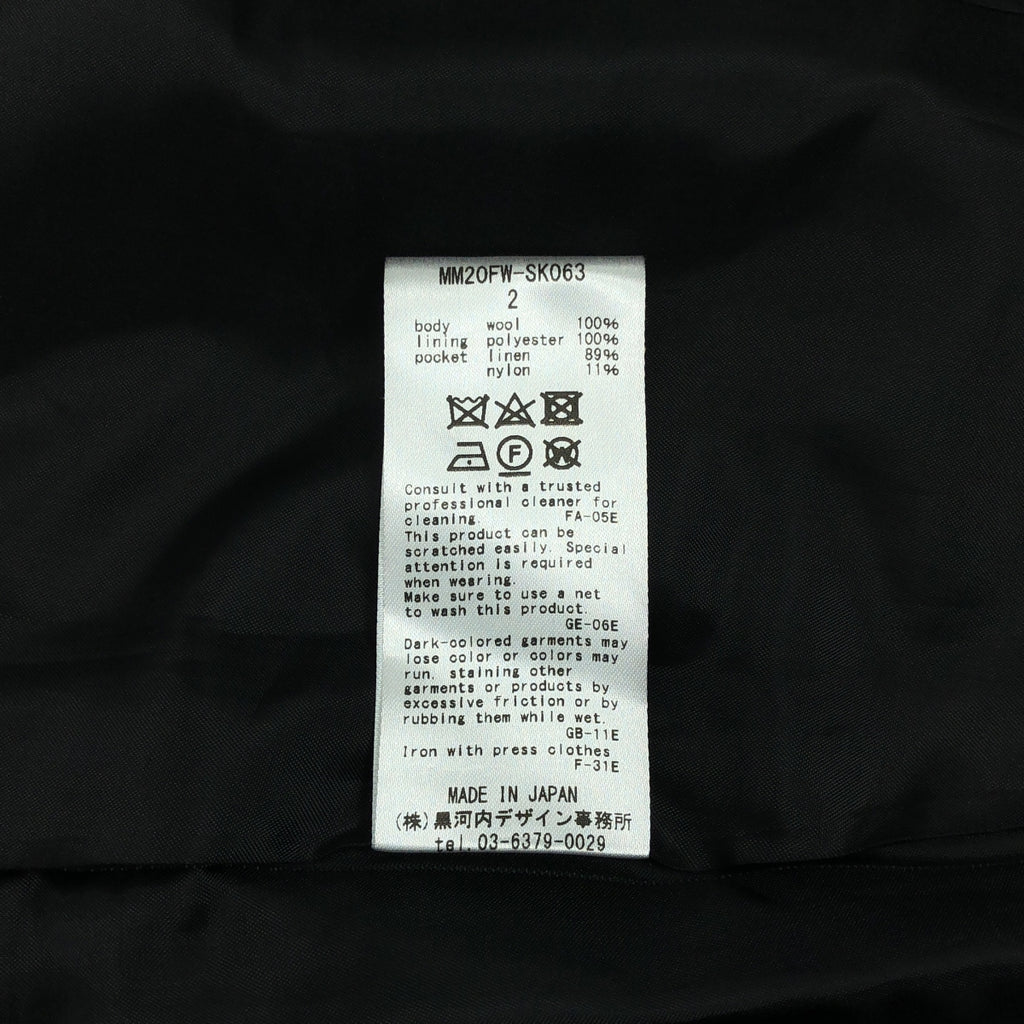 MM20FW-SK063
2
body wool 100%
lining polyester 100%
pocket linen 89%
nylon 11%
F
W
Consult with a trusted
professional cleaner for
cleaning. FA-05E
This product can be
scratched easily. Special
attention is required
when wearing.
Make sure to use a net
to wash this product.
GE-06E
Dark-colored garments may
lose color or colors may
run, staining other
garments or products by
excessive friction or by
rubbing them while wet.
GB-11E
Iron with press clothes
F-31E
MADE IN JAPAN
(株)黒河内デザイン事務所
tel.03-6379-0029